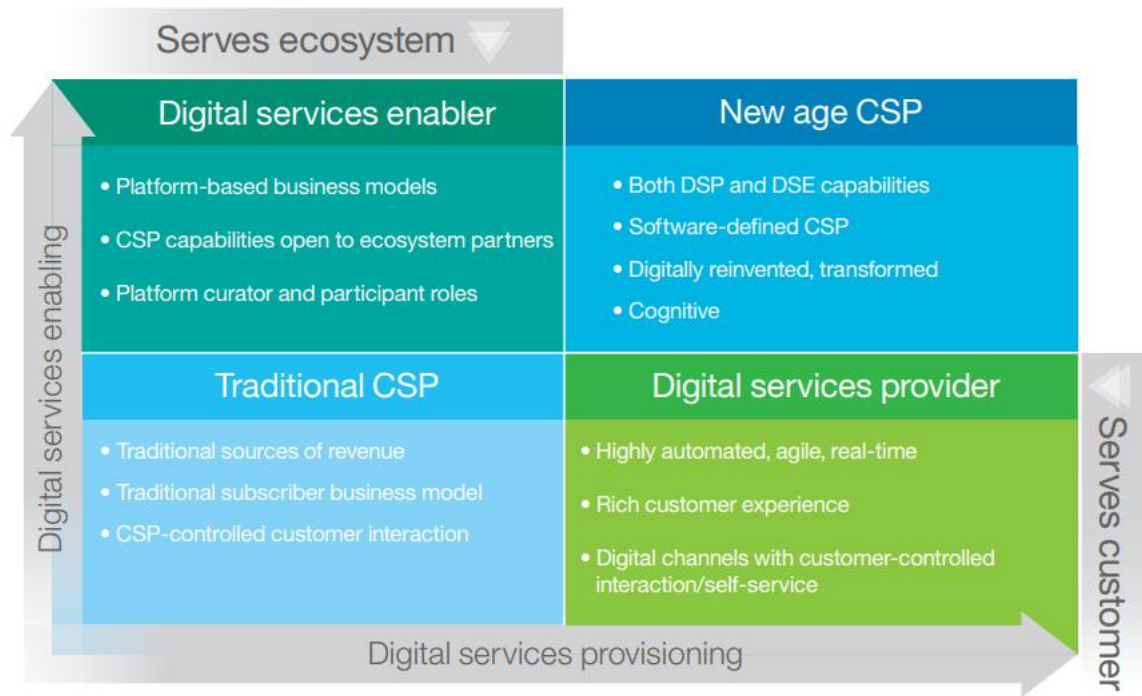 Serves ecosystem
Digital services enabler
• Platform-based business models
• CSP capabilities open to ecosystem partners
• Platform curator and participant roles
New age CSP
• Both DSP and DSE capabilities
• Software-defined CSP
• Digitally reinvented, transformed
• Cognitive
Digital services enabling
Traditional CSP
• Traditional sources of revenue
• Traditional subscriber business model
• CSP-controlled customer interaction
Digital services provider
• Highly automated, agile, real-time
• Rich customer experience
• Digital channels with customer-controlled
interaction/self-service
Serves customer
Digital services provisioning